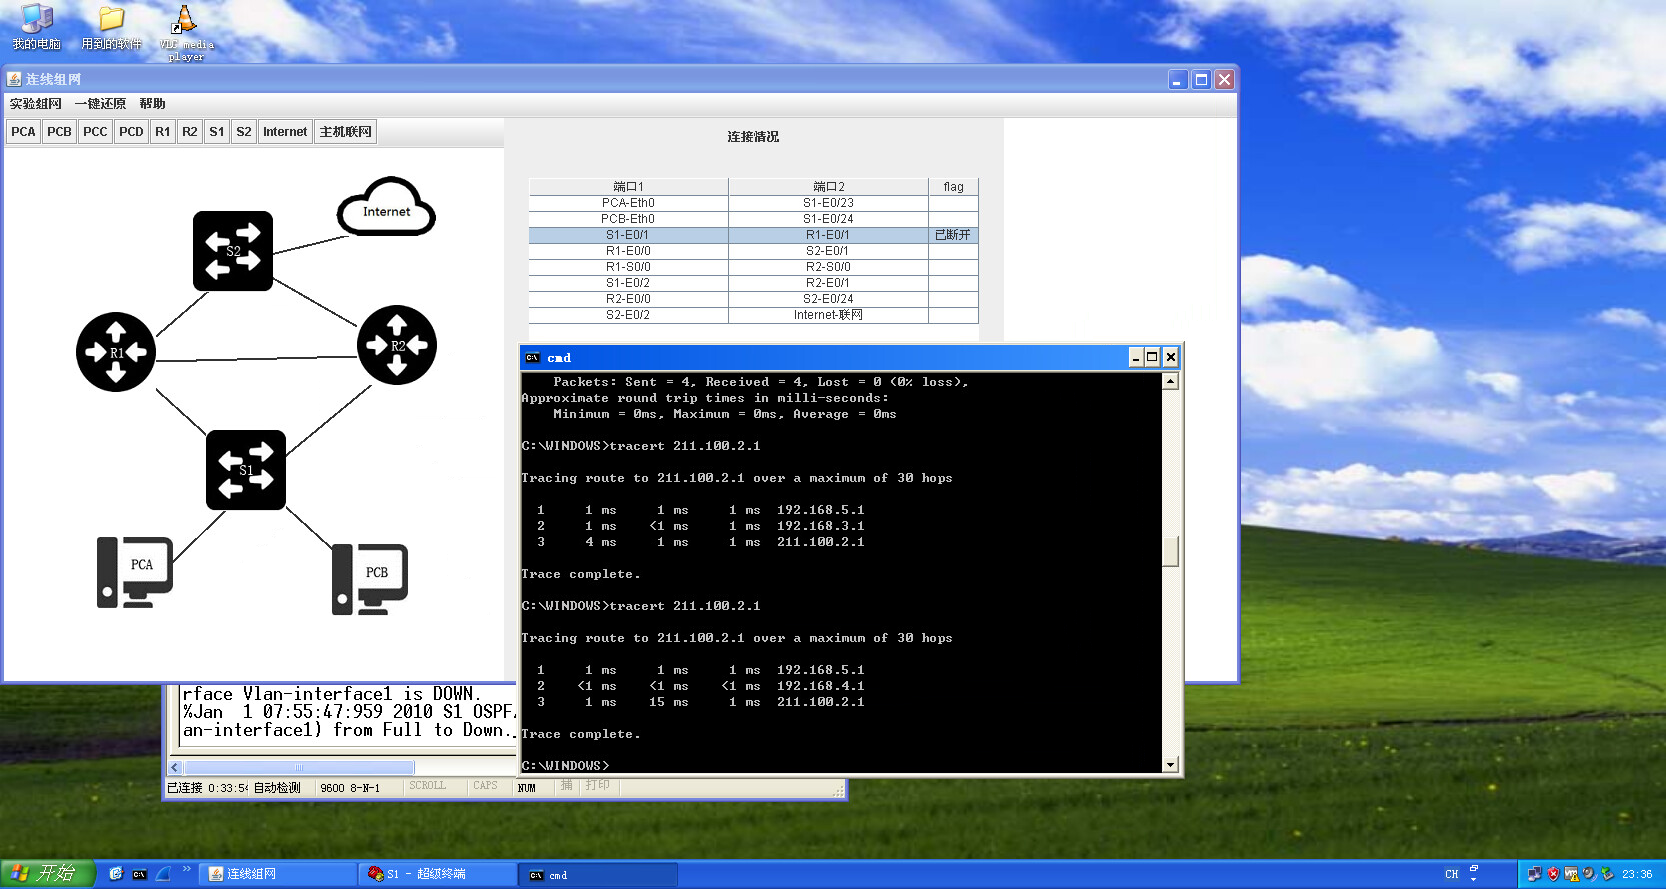 我的电脑
用到的软件
VLC media player
连线组网
实验组网 一键还原 帮助
PCA PCB PCC PCD R1 R2 S1 S2 Internet 主机联网
连接情况
端口1 端口2 flag
PCA-Eth0 S1-E0/23
PCB-Eth0 S1-E0/24
S1-E0/1 R1-E0/1 已断开
R1-E0/0 S2-E0/1
R1-S0/0 R2-S0/0
S1-E0/2 R2-E0/1
R2-E0/0 S2-E0/24
S2-E0/2 Internet-联网
Internet
S2
R1
R2
S1
PCA
PCB
cmd
Packets: Sent = 4, Received = 4, Lost = 0 (0% loss),
Approximate round trip times in milli-seconds:
Minimum = 0ms, Maximum = 0ms, Average = 0ms
C:\WINDOWS>tracert 211.100.2.1
Tracing route to 211.100.2.1 over a maximum of 30 hops
1 1 ms 1 ms 1 ms 192.168.5.1
2 1 ms <1 ms 1 ms 192.168.3.1
3 4 ms 1 ms 1 ms 211.100.2.1
Trace complete.
C:\WINDOWS>tracert 211.100.2.1
Tracing route to 211.100.2.1 over a maximum of 30 hops
1 1 ms 1 ms 1 ms 192.168.5.1
2 <1 ms <1 ms <1 ms 192.168.4.1
3 1 ms 15 ms 1 ms 211.100.2.1
Trace complete.
C:\WINDOWS>
rface Vlan-interface1 is DOWN.
%Jan 1 07:55:47:959 2010 S1 OSPF/
an-interface1) from Full to Down.
已连接 0:33:54 自动检测 9600 8-N-1 SCROLL CAPS NUM 捕 打印
开始 连线组网 S1 - 超级终端 cmd CH 23:36